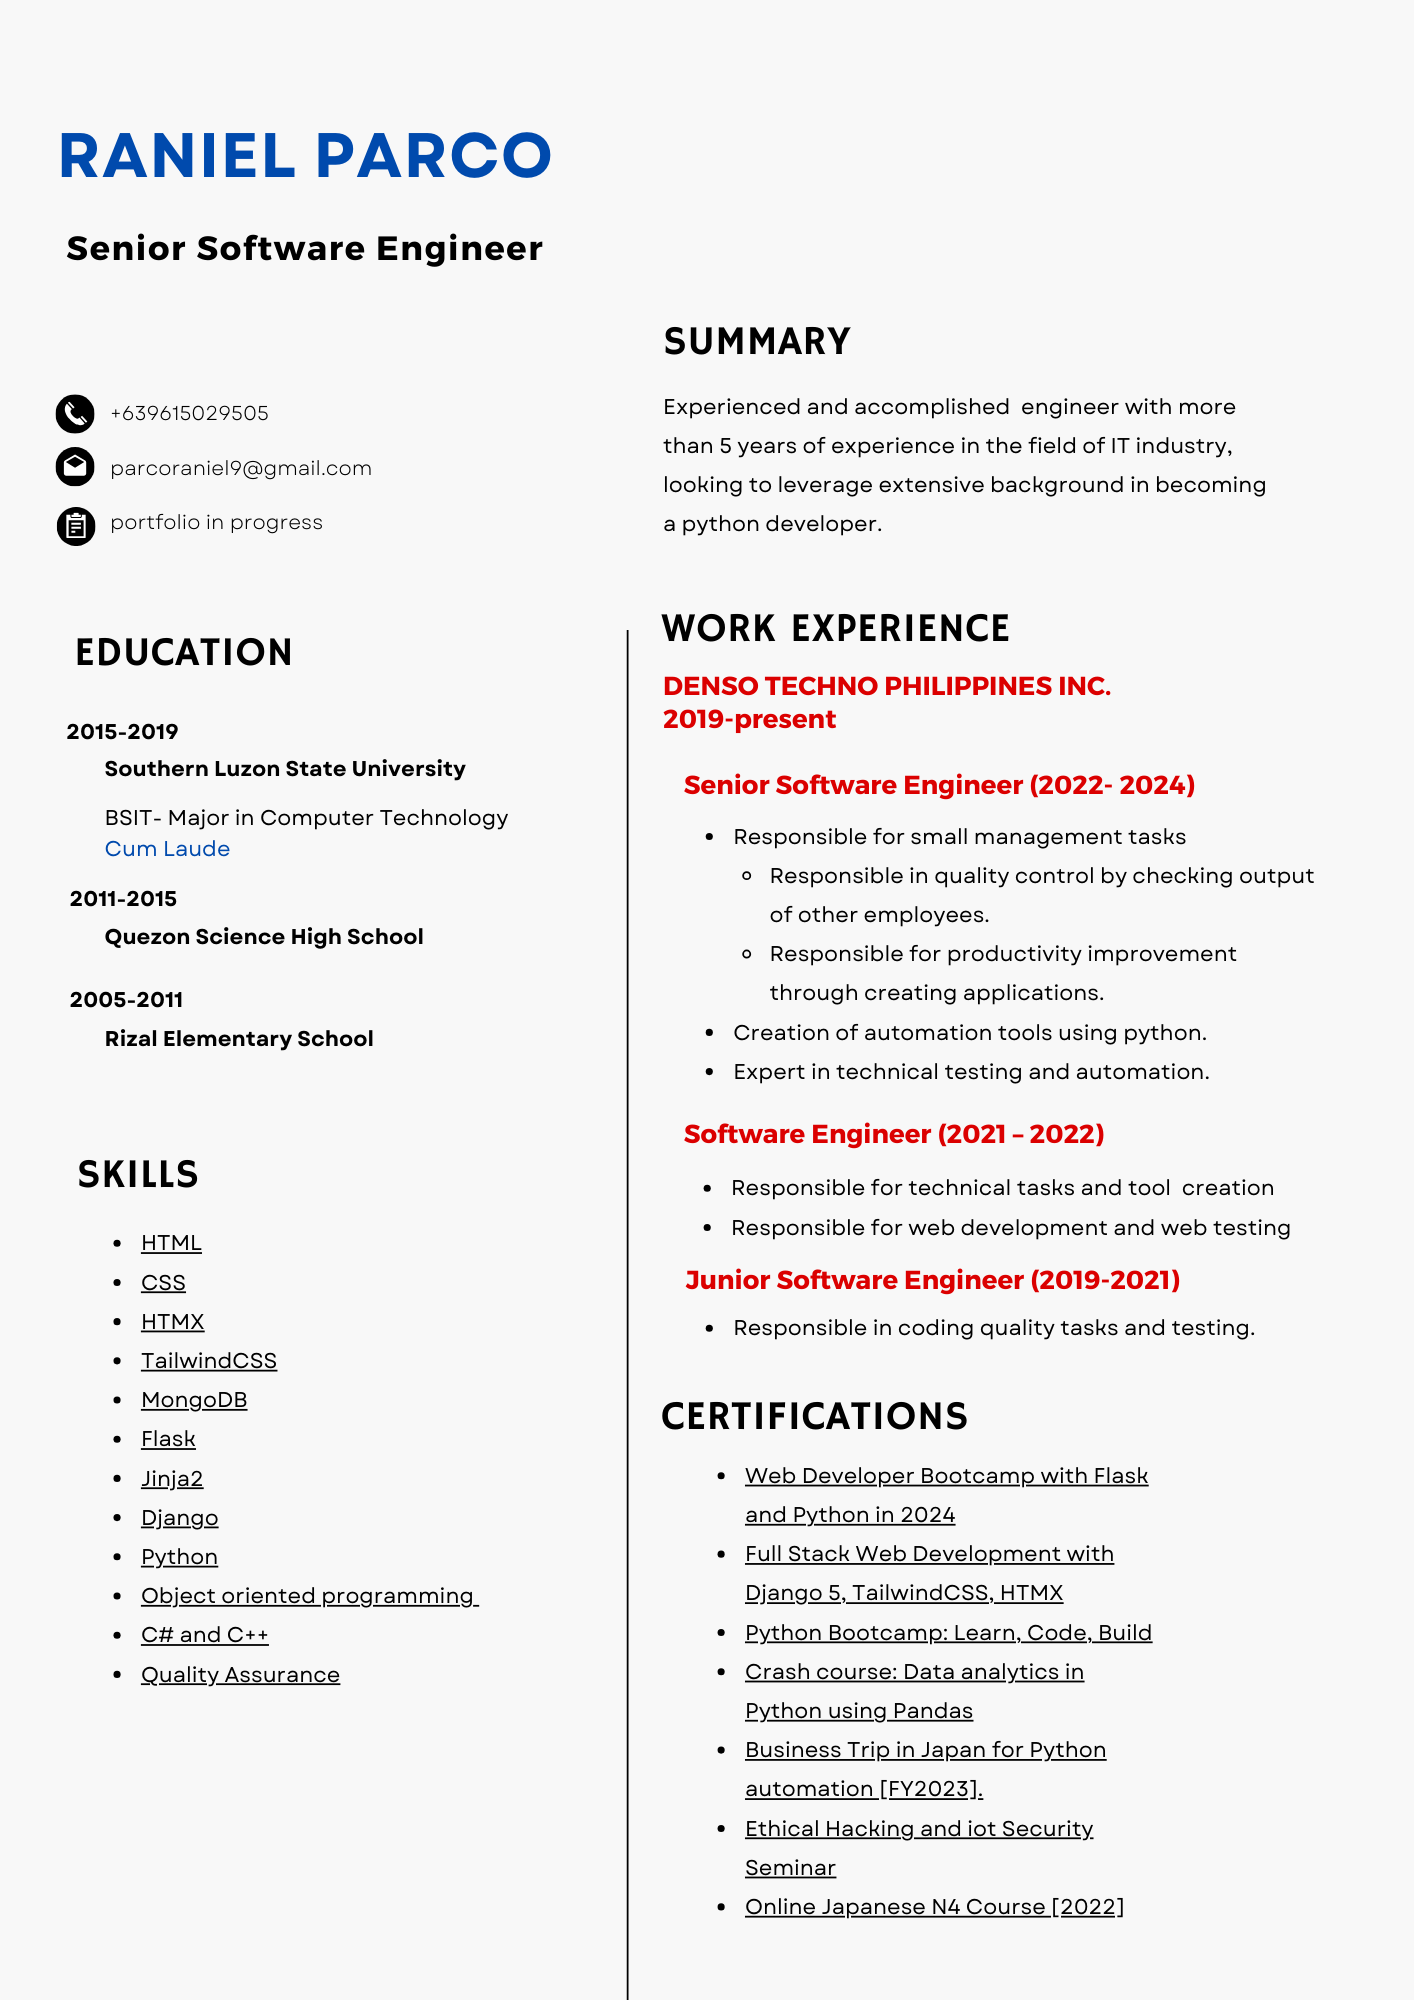 RANIEL PARCO
Senior Software Engineer
+639615029505
parcoraniel9@gmail.com
portfolio in progress
EDUCATION
2015-2019
Southern Luzon State University
BSIT- Major in Computer Technology
Cum Laude
2011-2015
Quezon Science High School
2005-2011
Rizal Elementary School
SKILLS
HTML
CSS
HTMX
TailwindCSS
MongoDB
Flask
Jinja2
Django
Python
Object oriented programming
C# and C++
Quality Assurance
SUMMARY
Experienced and accomplished  engineer with more
than 5 years of experience in the field of IT industry,
looking to leverage extensive background in becoming
a python developer.
WORK EXPERIENCE
DENSO TECHNO PHILIPPINES INC.
2019-present
Senior Software Engineer (2022- 2024)
Responsible for small management tasks
Responsible in quality control by checking output
of other employees.
Responsible for productivity improvement
through creating applications.
Creation of automation tools using python.
Expert in technical testing and automation.
Software Engineer (2021 – 2022)
Responsible for technical tasks and tool  creation
Responsible for web development and web testing
Junior Software Engineer (2019-2021)
Responsible in coding quality tasks and testing.
CERTIFICATIONS
Web Developer Bootcamp with Flask
and Python in 2024
Full Stack Web Development with
Django 5, TailwindCSS, HTMX
Python Bootcamp: Learn, Code, Build
Crash course: Data analytics in
Python using Pandas
Business Trip in Japan for Python
automation [FY2023].
Ethical Hacking and iot Security
Seminar
Online Japanese N4 Course [2022]